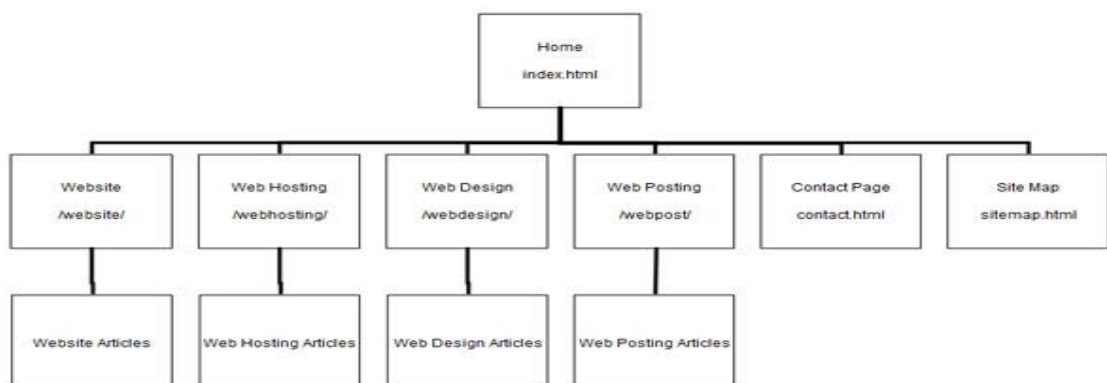 Home
index.html
Website
/website/
Web Hosting
/webhosting/
Web Design
/webdesign/
Web Posting
/webpost/
Contact Page
contact.html
Site Map
sitemap.html
Website Articles
Web Hosting Articles
Web Design Articles
Web Posting Articles